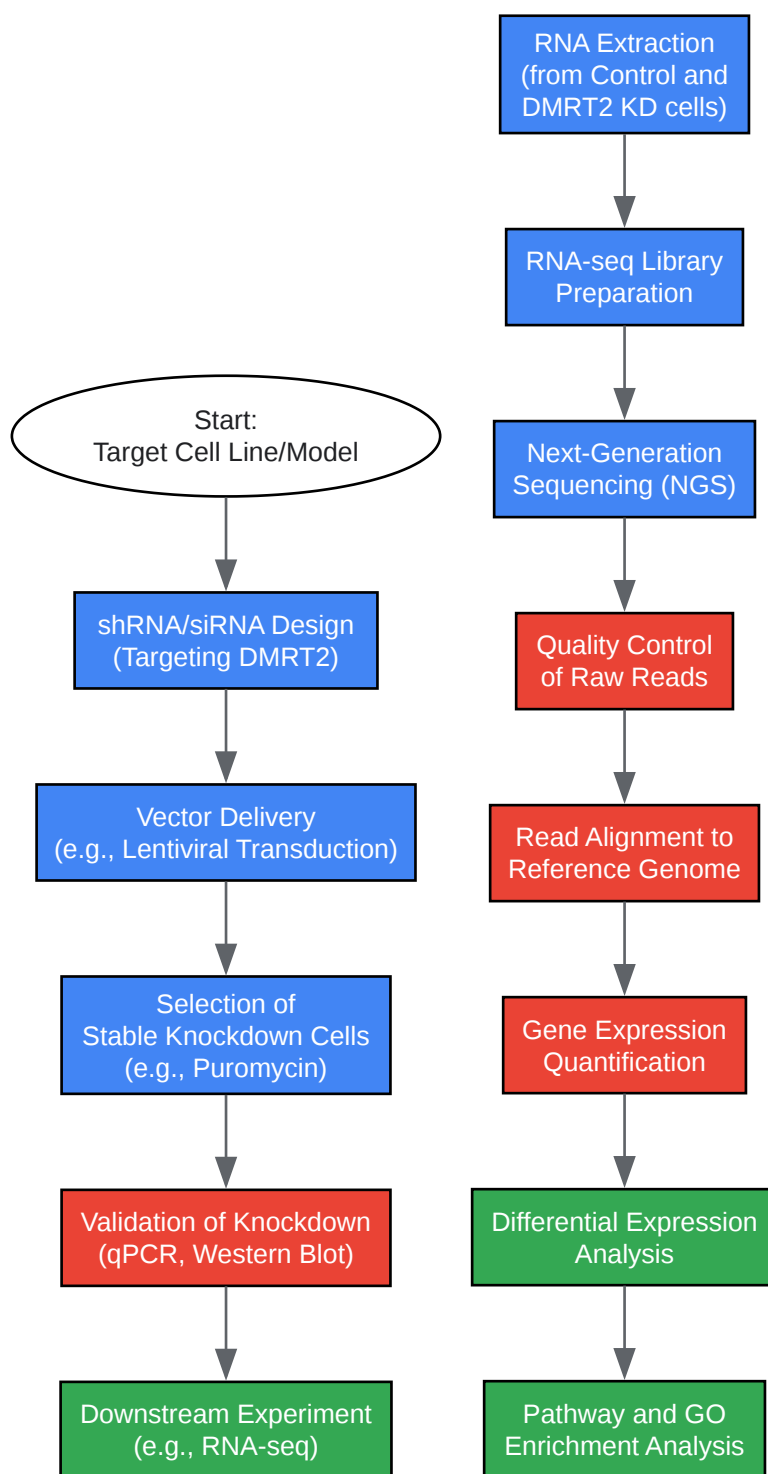 Start:
Target Cell Line/Model
shRNA/siRNA Design
(Targeting DMRT2)
Vector Delivery
(e.g., Lentiviral Transduction)
Selection of
Stable Knockdown Cells
(e.g., Puromycin)
Validation of Knockdown
(qPCR, Western Blot)
Downstream Experiment
(e.g., RNA-seq)
RNA Extraction
(from Control and
DMRT2 KD cells)
RNA-seq Library
Preparation
Next-Generation
Sequencing (NGS)
Quality Control
of Raw Reads
Read Alignment to
Reference Genome
Gene Expression
Quantification
Differential Expression
Analysis
Pathway and GO
Enrichment Analysis